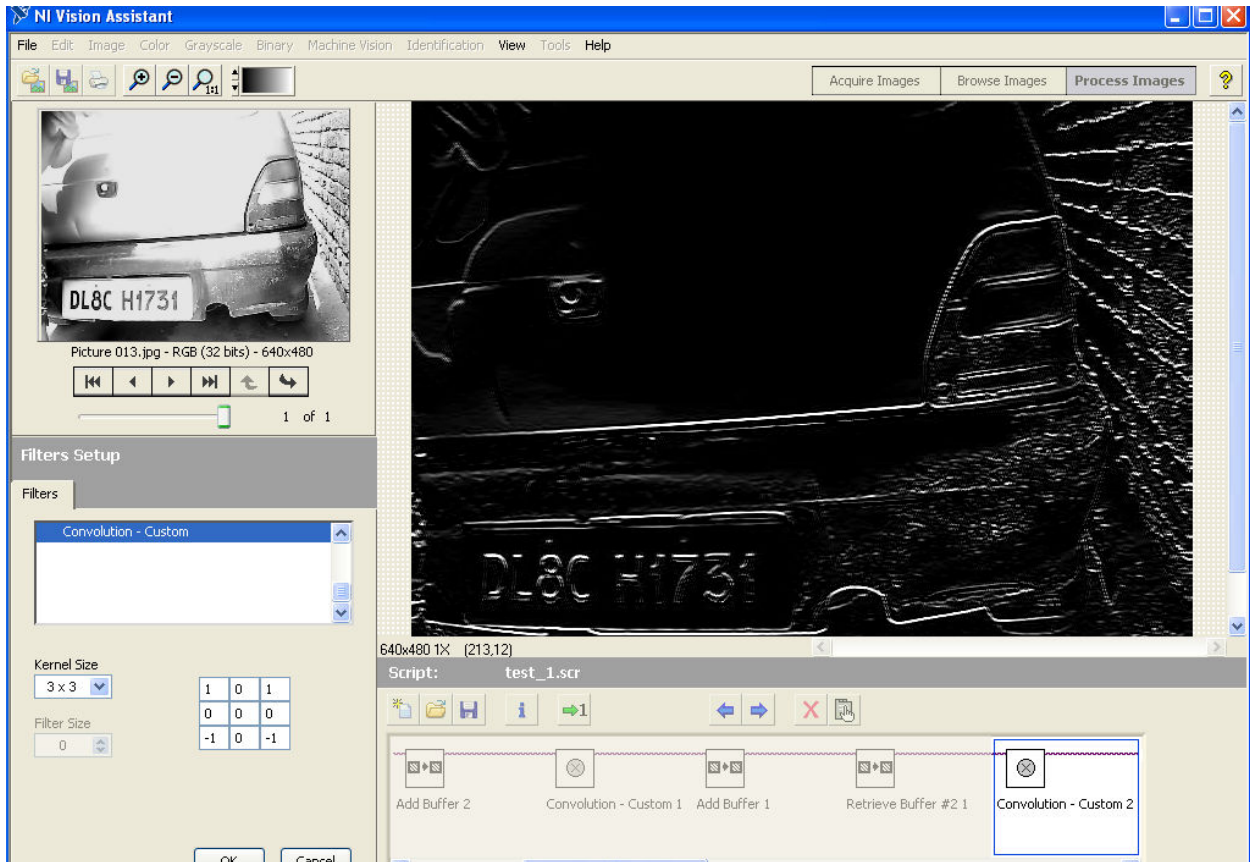 NI Vision Assistant
File Edit Image Color Grayscale Binary Machine Vision Identification View Tools Help
1:1
Acquire Images Browse Images Process Images ?
DL8C H1731
Picture 013.jpg - RGB (32 bits) - 640x480
1 of 1
Filters Setup
Filters
Convolution - Custom
Kernel Size
3 x 3
1 0 1
0 0 0
-1 0 -1
Filter Size
0
OK Cancel
DL8C H1731
640x480 1X (213,12)
Script: test_1.scr
i 1
Add Buffer 2 Convolution - Custom 1 Add Buffer 1 Retrieve Buffer #2 1 Convolution - Custom 2